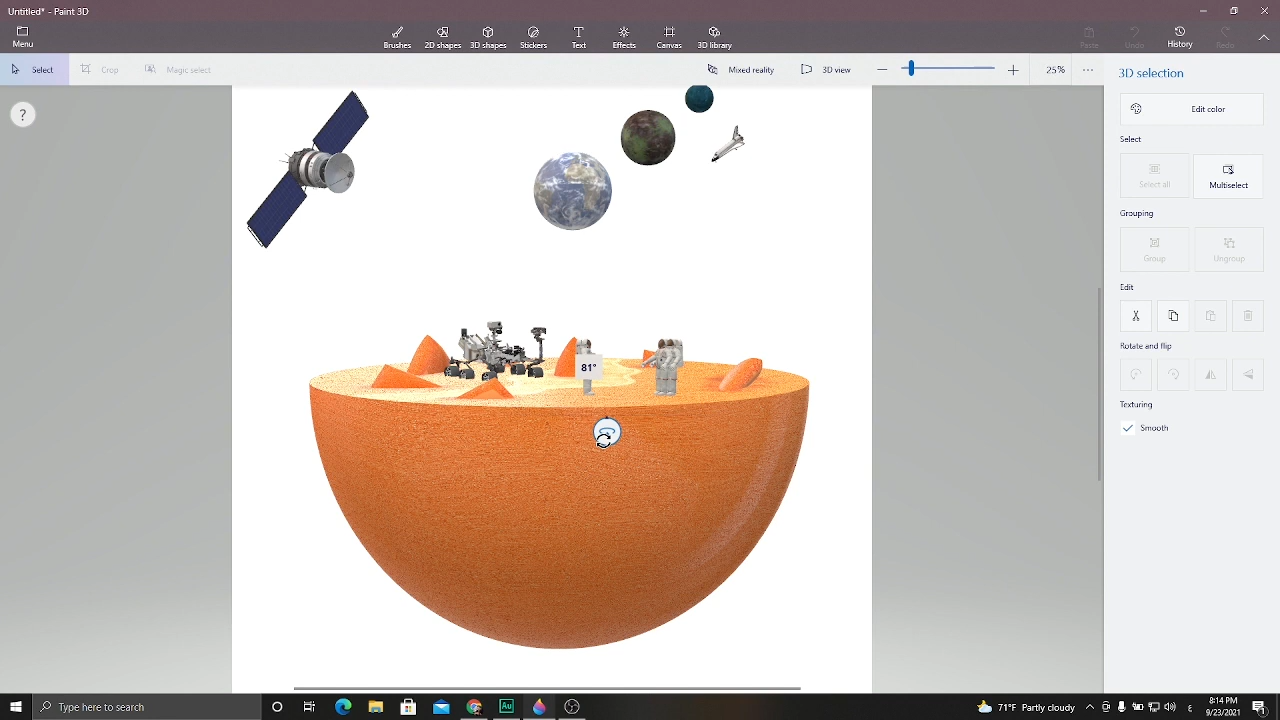 Untitled* - Paint 3D
Menu
Brushes
2D shapes
3D shapes
Stickers
Text
Effects
Canvas
3D library
Paste
Undo
History
Redo
Select
Crop
Magic select
Mixed reality
3D view
25%
3D selection
Edit color
Select
Select all
Multiselect
Grouping
Group
Ungroup
Edit
Rotate and flip
Texturing
Smooth
?
81°
Type here to search
Au
71°F Partly cloudy
8:14 PM
9/23/2021